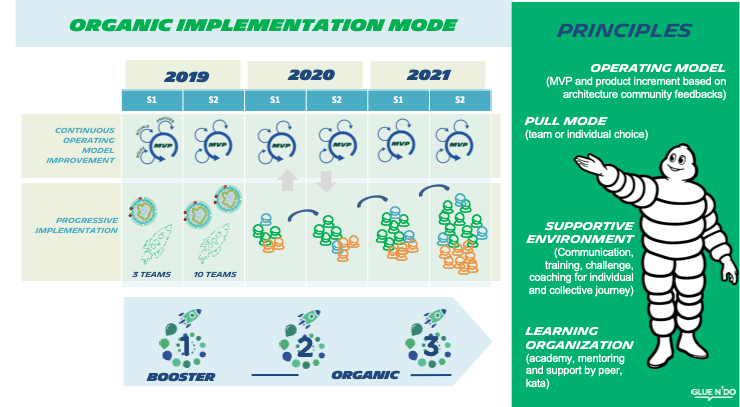 ORGANIC IMPLEMENTATION MODE
2019
2020
2021
S1
S2
S1
S2
S1
S2
CONTINUOUS
OPERATING
MODEL
IMPROVEMENT
MVP
MVP
MVP
MVP
MVP
MVP
PROGRESSIVE
IMPLEMENTATION
3 TEAMS
10 TEAMS
1
2
3
BOOSTER
ORGANIC
PRINCIPLES
OPERATING MODEL
(MVP and product increment based on
architecture community feedbacks)
PULL MODE
(team or individual choice)
SUPPORTIVE
ENVIRONMENT
(Communication,
training, challenge,
coaching for individual
and collective journey)
LEARNING
ORGANIZATION
(academy, mentoring
and support by peer,
kata)
GLUE N'DO